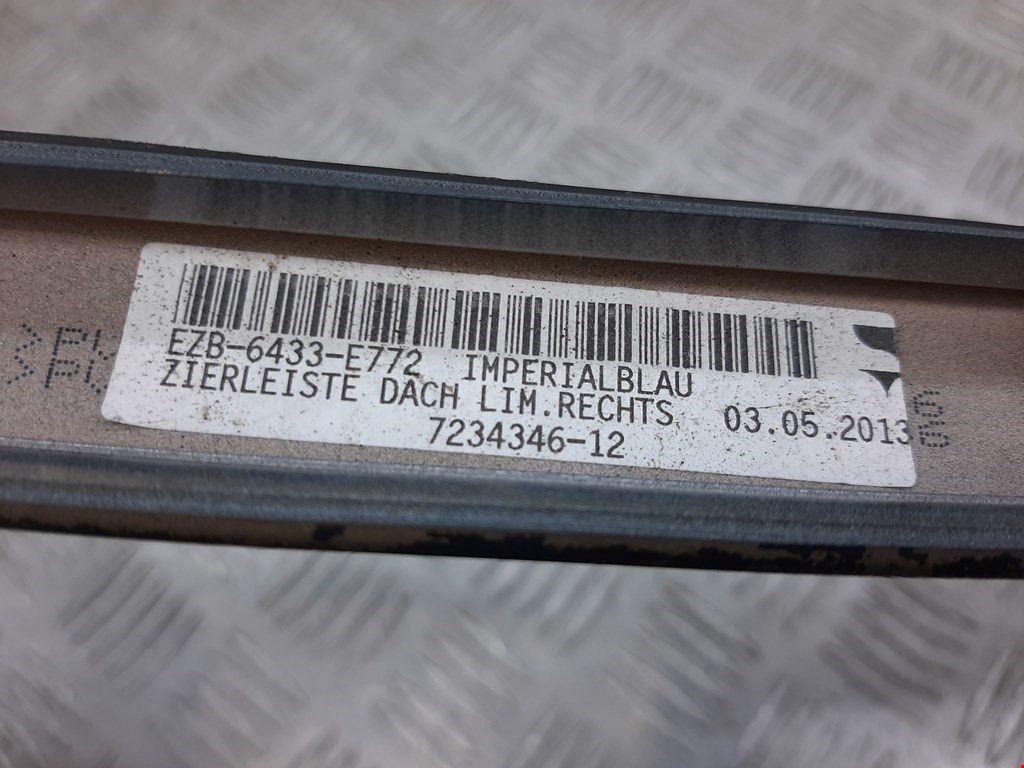 EZB-6433-E772 IMPERIALBLAU
ZIERLEISTE DACH LIM.RECHTS 03.05.2013
7234346-12